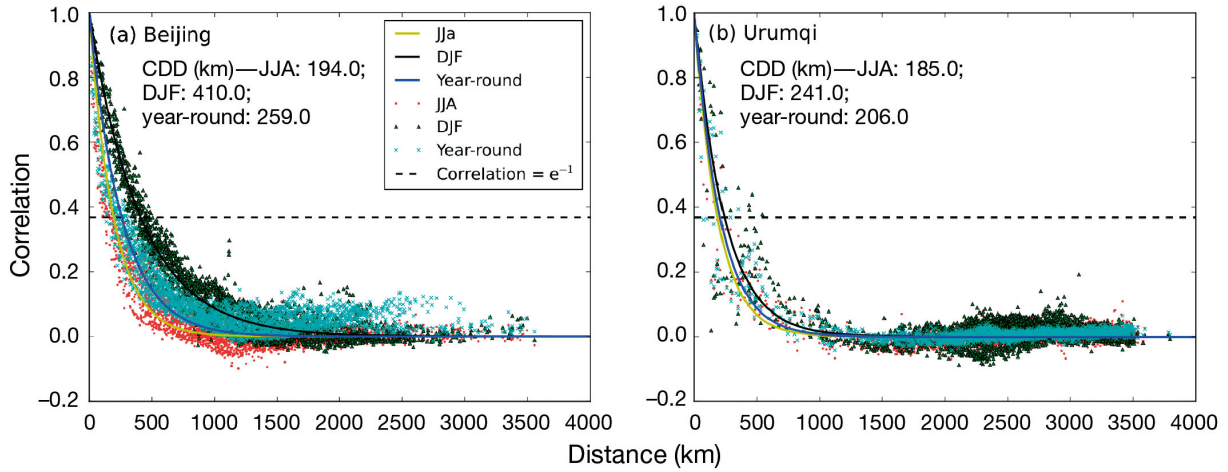 (a) Beijing
CDD (km)—JJA: 194.0;
DJF: 410.0;
year-round: 259.0
JJa
DJF
Year-round
JJA
DJF
Year-round
Correlation = e⁻¹
1.0
0.8
0.6
0.4
0.2
0.0
−0.2
0
500
1000
1500
2000
2500
3000
3500
4000
Correlation
(b) Urumqi
CDD (km)—JJA: 185.0;
DJF: 241.0;
year-round: 206.0
1.0
0.8
0.6
0.4
0.2
0.0
−0.2
0
500
1000
1500
2000
2500
3000
3500
4000
Distance (km)